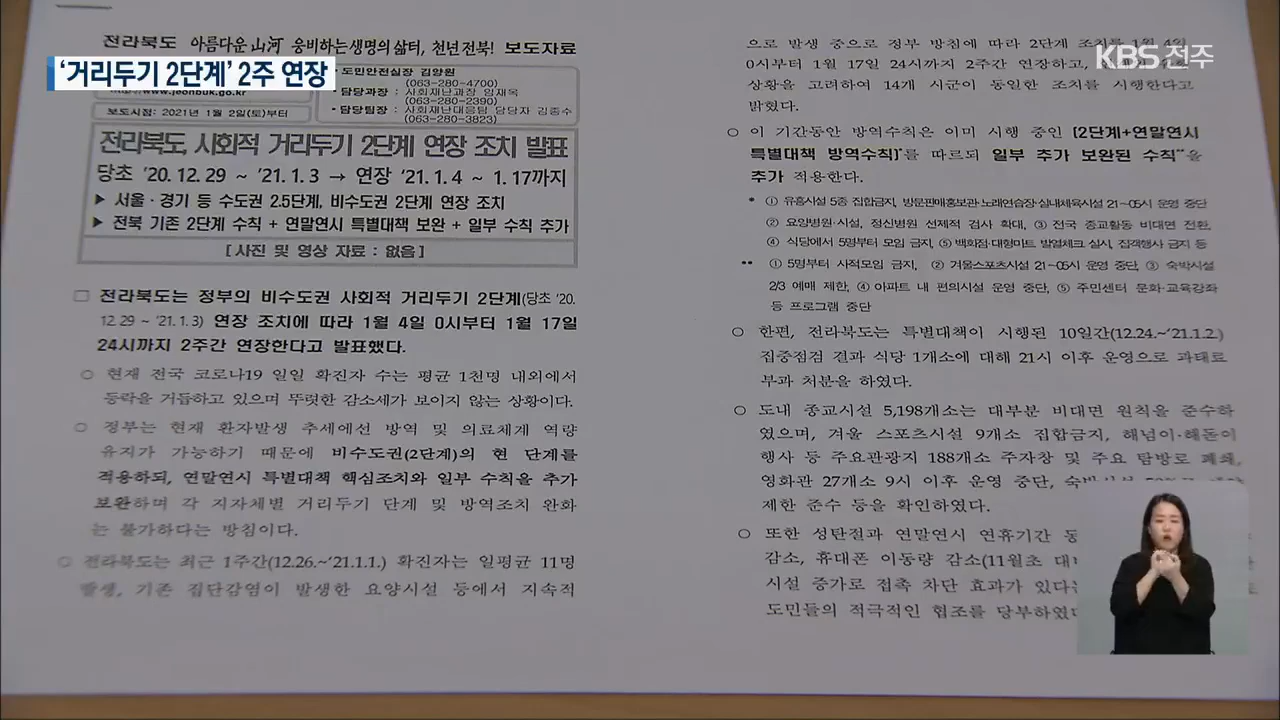 전라북도 아름다운 山河 웅비하는 생명의 삶터, 천년 전북! 보도자료
'거리두기 2단계' 2주 연장
KBS 전주
도민안전실장 김양원
(063-280-4700)
http://www.jeonbuk.go.kr
담당과장 : 사회재난과장 임재옥
(063-280-2390)
보도시점: 2021년 1월 2일(토)부터
담당팀장 : 사회재난대응팀 담당자 김종수
(063-280-3823)
전라북도, 사회적 거리두기 2단계 연장 조치 발표
당초 '20. 12. 29 ~ '21. 1. 3 → 연장 '21. 1. 4 ~ 1. 17까지
▶ 서울·경기 등 수도권 2.5단계, 비수도권 2단계 연장 조치
▶ 전북 기존 2단계 수칙 + 연말연시 특별대책 보완 + 일부 수칙 추가
[ 사진 및 영상 자료 : 없음 ]
□ 전라북도는 정부의 비수도권 사회적 거리두기 2단계(당초 '20.
12. 29 ~ '21. 1. 3) 연장 조치에 따라 1월 4일 0시부터 1월 17일
24시까지 2주간 연장한다고 발표했다.
○ 현재 전국 코로나19 일일 확진자 수는 평균 1천명 내외에서
등락을 거듭하고 있으며 뚜렷한 감소세가 보이지 않는 상황이다.
○ 정부는 현재 환자발생 추세에선 방역 및 의료체계 역량
유지가 가능하기 때문에 비수도권(2단계)의 현 단계를
적용하되, 연말연시 특별대책 핵심조치와 일부 수칙을 추가
보완하며 각 지자체별 거리두기 단계 및 방역조치 완화
는 불가하다는 방침이다.
○ 전라북도는 최근 1주간(12.26.~'21.1.1.) 확진자는 일평균 11명
발생, 기존 집단감염이 발생한 요양시설 등에서 지속적
으로 발생 중으로 정부 방침에 따라 2단계 조치를 1월 4일
0시부터 1월 17일 24시까지 2주간 연장하고,
상황을 고려하여 14개 시군이 동일한 조치를 시행한다고
밝혔다.
○ 이 기간동안 방역수칙은 이미 시행 중인 [2단계+연말연시
특별대책 방역수칙]*를 따르되 일부 추가 보완된 수칙**을
추가 적용한다.
* ① 유흥시설 5종 집합금지, 방문판매홍보관·노래연습장·실내체육시설 21~05시 운영 중단
② 요양병원·시설, 정신병원 선제적 검사 확대, ③ 전국 종교활동 비대면 전환,
④ 식당에서 5명부터 모임 금지, ⑤ 백화점·대형마트 발열체크 실시, 집객행사 금지 등
** ① 5명부터 사적모임 금지, ② 겨울스포츠시설 21~05시 운영 중단, ③ 숙박시설
2/3 예매 제한, ④ 아파트 내 편의시설 운영 중단, ⑤ 주민센터 문화·교육강좌
등 프로그램 중단
○ 한편, 전라북도는 특별대책이 시행된 10일간(12.24.~'21.1.2.)
집중점검 결과 식당 1개소에 대해 21시 이후 운영으로 과태료
부과 처분을 하였다.
○ 도내 종교시설 5,198개소는 대부분 비대면 원칙을 준수하
였으며, 겨울 스포츠시설 9개소 집합금지, 해넘이·해돋이
행사 등 주요관광지 188개소 주차장 및 주요 탐방로 폐쇄,
영화관 27개소 9시 이후 운영 중단,
제한 준수 등을 확인하였다.
○ 또한 성탄절과 연말연시 연휴기간
감소, 휴대폰 이동량 감소(11월초
시설 증가로 접촉 차단 효과가
도민들의 적극적인 협조를